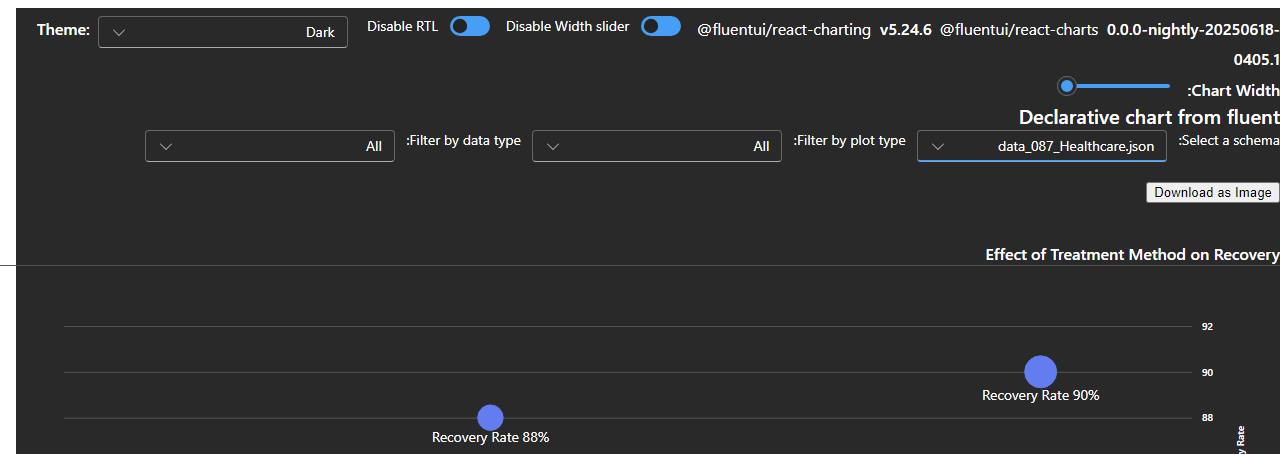 Theme: Dark Disable RTL Disable Width slider @fluentui/react-charting v5.24.6 @fluentui/react-charts 0.0.0-nightly-20250618-
0405.1
:Chart Width
Declarative chart from fluent
:Select a schema data_087_Healthcare.json :Filter by plot type All :Filter by data type All
Download as Image
Effect of Treatment Method on Recovery
92
90
Recovery Rate 90%
88
Recovery Rate 88%
y Rate